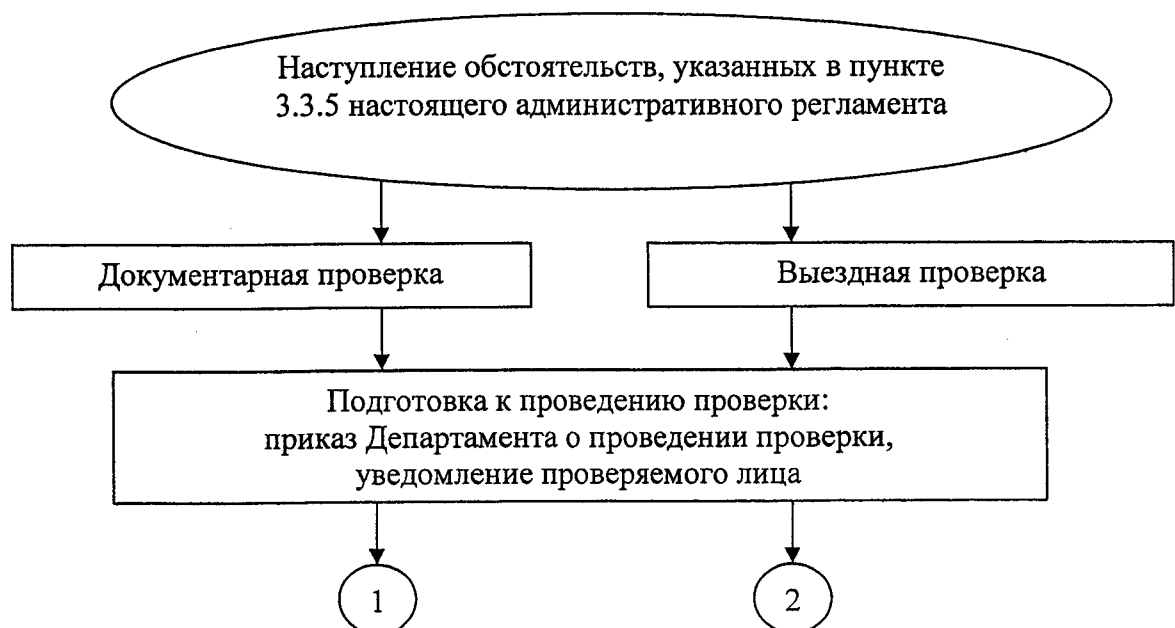 Наступление обстоятельств, указанных в пункте
3.3.5 настоящего административного регламента
Документарная проверка
Выездная проверка
Подготовка к проведению проверки:
приказ Департамента о проведении проверки,
уведомление проверяемого лица
1
2